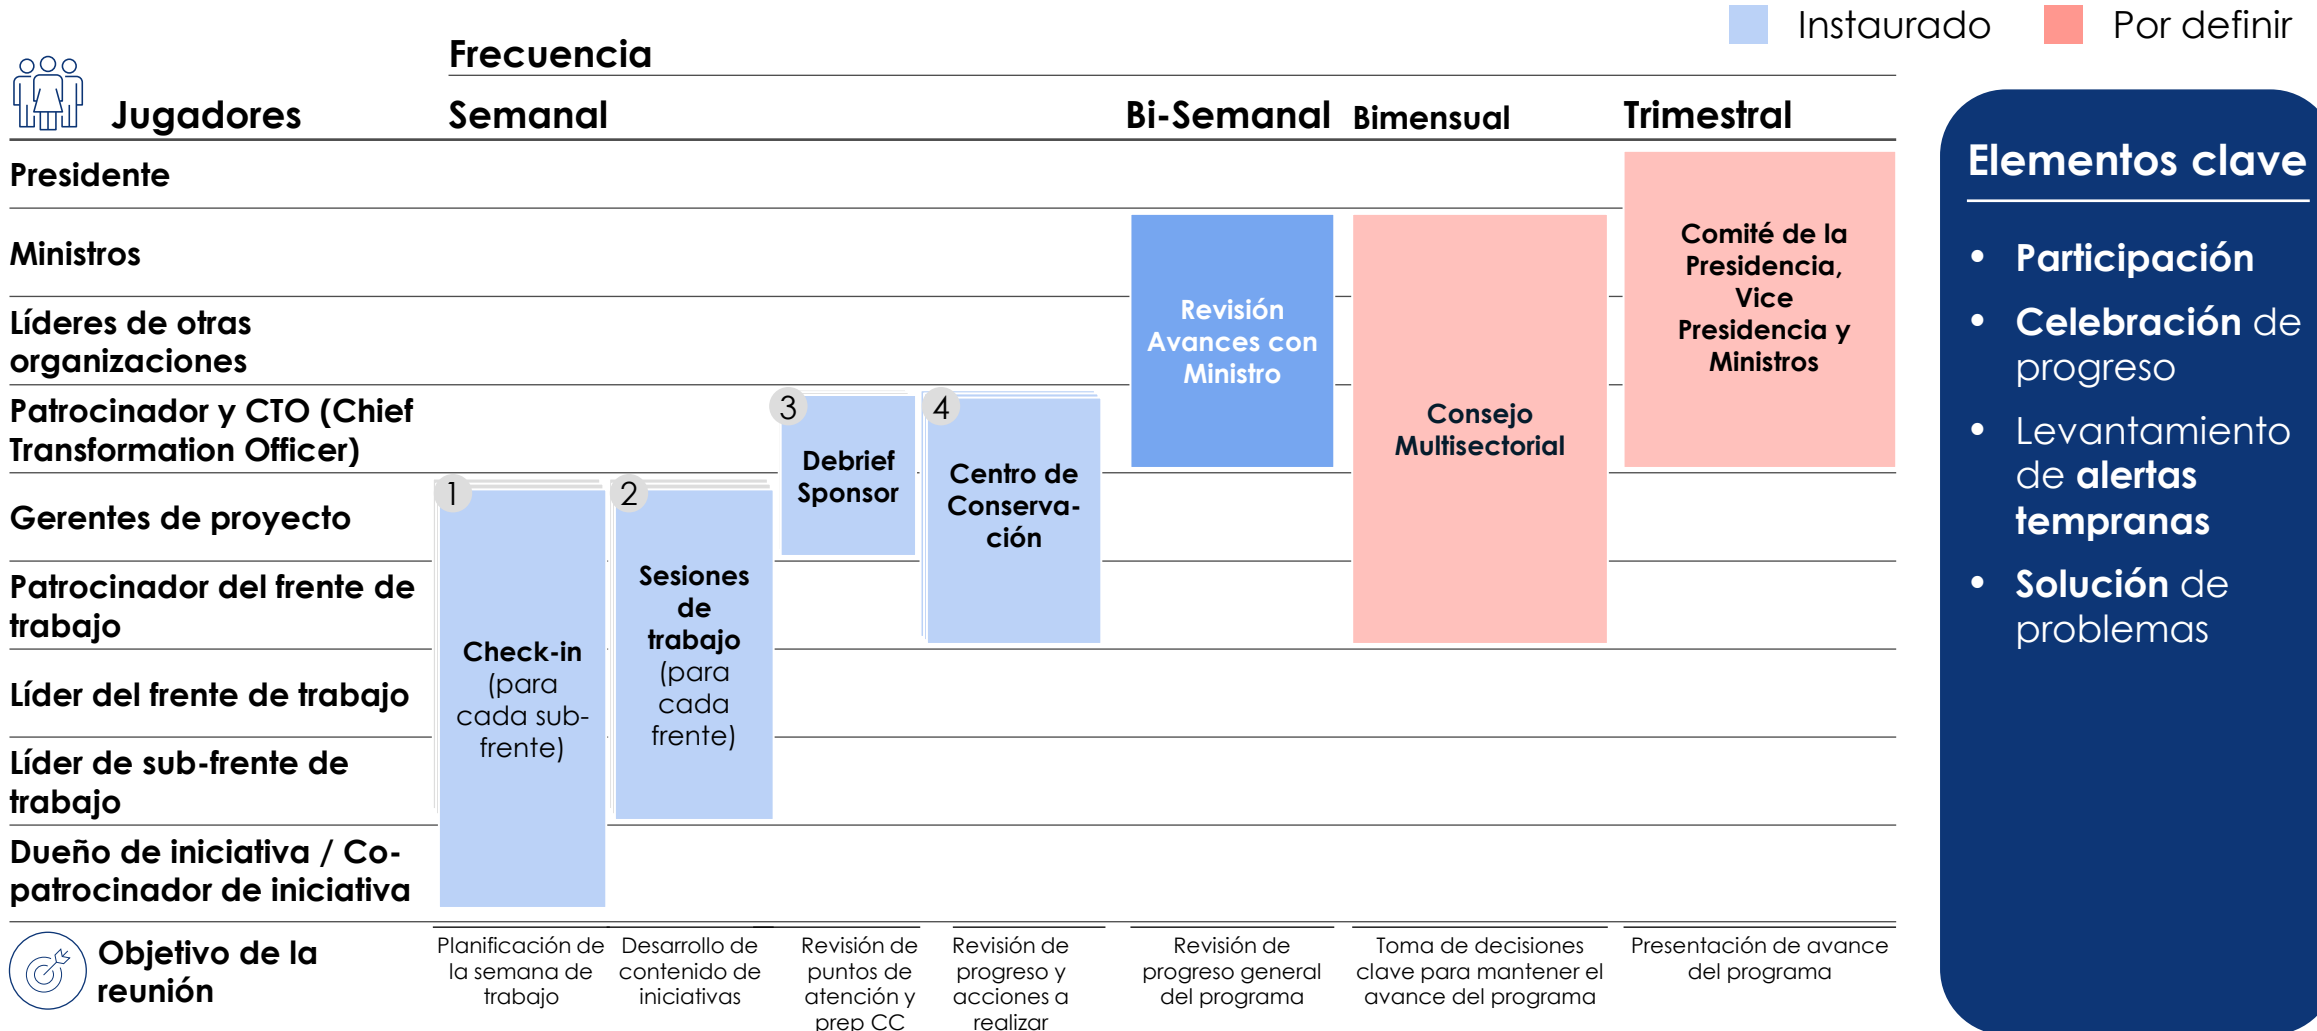 Instaurado
Por definir
Frecuencia
Jugadores
Semanal
Bi-Semanal
Bimensual
Trimestral
Presidente
Ministros
Líderes de otras
organizaciones
Patrocinador y CTO (Chief
Transformation Officer)
Gerentes de proyecto
Patrocinador del frente de
trabajo
Líder del frente de trabajo
Líder de sub-frente de
trabajo
Dueño de iniciativa / Co-
patrocinador de iniciativa
1
Check-in
(para
cada sub-
frente)
2
Sesiones
de
trabajo
(para
cada
frente)
3
Debrief
Sponsor
4
Centro de
Conserva-
ción
Revisión
Avances con
Ministro
Consejo
Multisectorial
Comité de la
Presidencia,
Vice
Presidencia y
Ministros
Objetivo de la
reunión
Planificación de
la semana de
trabajo
Desarrollo de
contenido de
iniciativas
Revisión de
puntos de
atención y
prep CC
Revisión de
progreso y
acciones a
realizar
Revisión de
progreso general
del programa
Toma de decisiones
clave para mantener el
avance del programa
Presentación de avance
del programa
Elementos clave
• Participación
• Celebración de
progreso
• Levantamiento
de alertas
tempranas
• Solución de
problemas